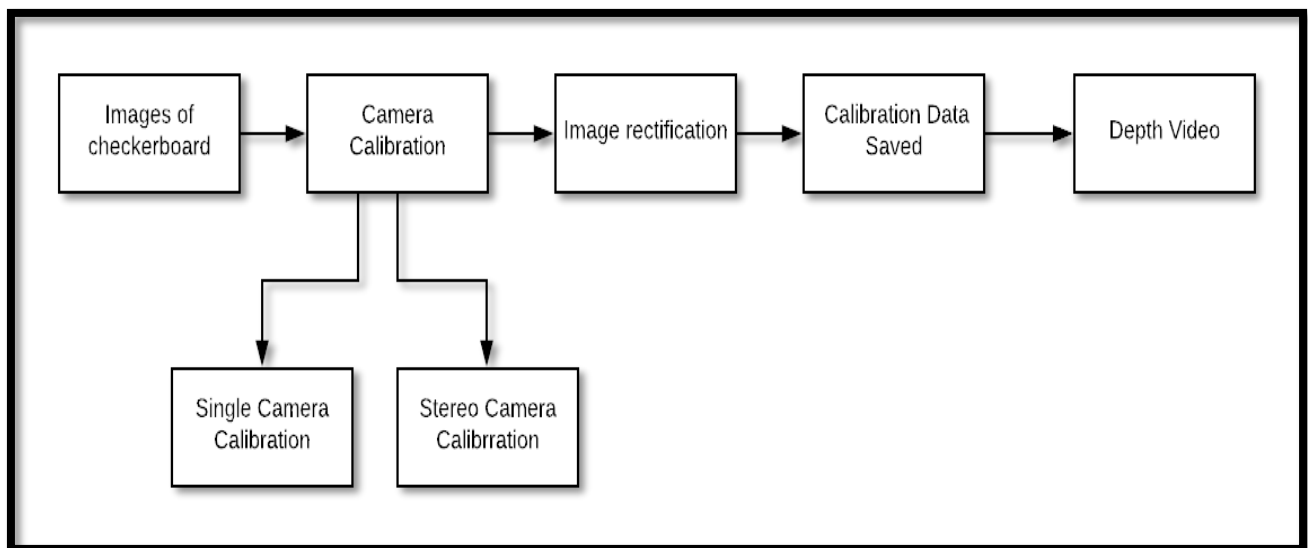 Images of
checkerboard
Camera
Calibration
Image rectification
Calibration Data
Saved
Depth Video
Single Camera
Calibration
Stereo Camera
Calibrration